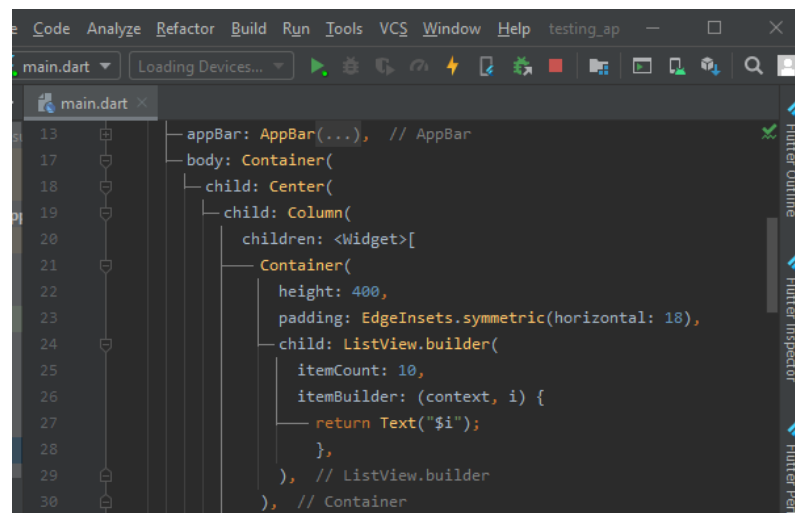 Code Analyze Refactor Build Run Tools VCS Window Help testing_ap
main.dart Loading Devices...
main.dart
13 appBar: AppBar(...), // AppBar
17 body: Container(
18 child: Center(
19 child: Column(
20 children: <Widget>[
21 Container(
22 height: 400,
23 padding: EdgeInsets.symmetric(horizontal: 18),
24 child: ListView.builder(
25 itemCount: 10,
26 itemBuilder: (context, i) {
27 return Text("$i");
28 },
29 ), // ListView.builder
30 ), // Container
Flutter Outline
Flutter Inspector
Flutter Per